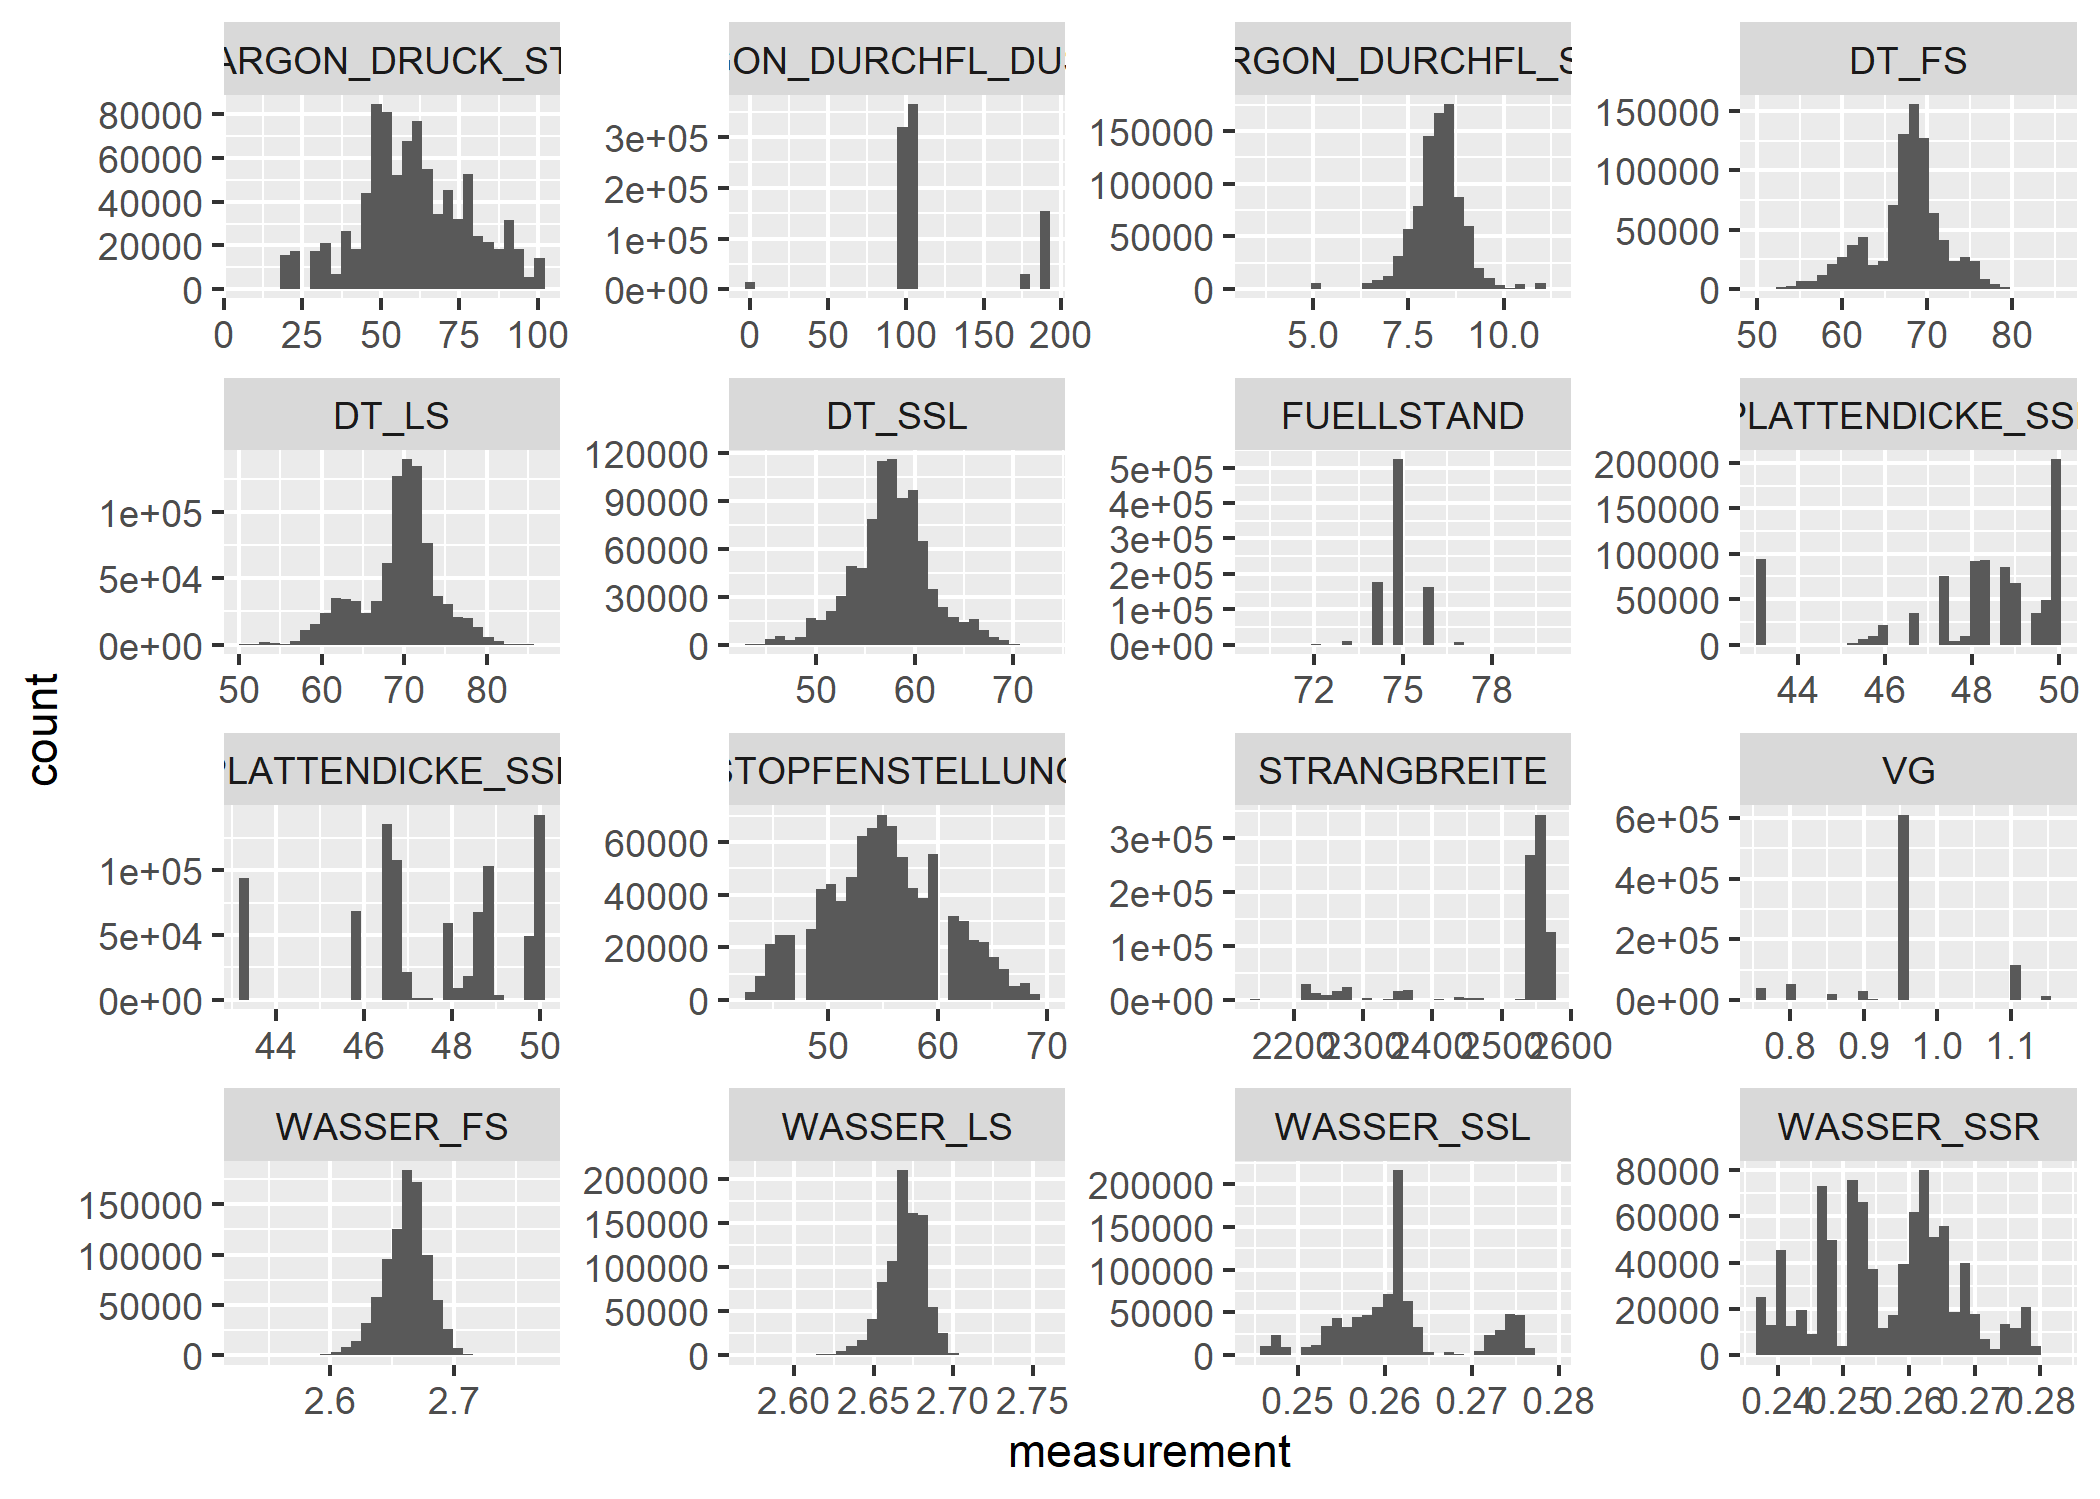 ARGON_DRUCK_ST
GON_DURCHFL_DUS
RGON_DURCHFL_S
DT_FS
80000
60000
40000
20000
0
0 25 50 75 100
3e+05
2e+05
1e+05
0e+00
0 50 100 150 200
150000
100000
50000
0
5.0 7.5 10.0
150000
100000
50000
0
50 60 70 80
DT_LS
DT_SSL
FUELLSTAND
PLATTENDICKE_SS
1e+05
5e+04
0e+00
50 60 70 80
120000
90000
60000
30000
0
50 60 70
5e+05
4e+05
3e+05
2e+05
1e+05
0e+00
72 75 78
200000
150000
100000
50000
0
44 46 48 50
count
PLATTENDICKE_SS
STOPFENSTELLUNG
STRANGBREITE
VG
1e+05
5e+04
0e+00
44 46 48 50
60000
40000
20000
0
50 60 70
3e+05
2e+05
1e+05
0e+00
2200 2300 2400 2500 2600
6e+05
4e+05
2e+05
0e+00
0.8 0.9 1.0 1.1
WASSER_FS
WASSER_LS
WASSER_SSL
WASSER_SSR
150000
100000
50000
0
2.6 2.7
200000
150000
100000
50000
0
2.60 2.65 2.70 2.75
200000
150000
100000
50000
0
0.25 0.26 0.27 0.28
80000
60000
40000
20000
0
0.24 0.25 0.26 0.27 0.28
measurement